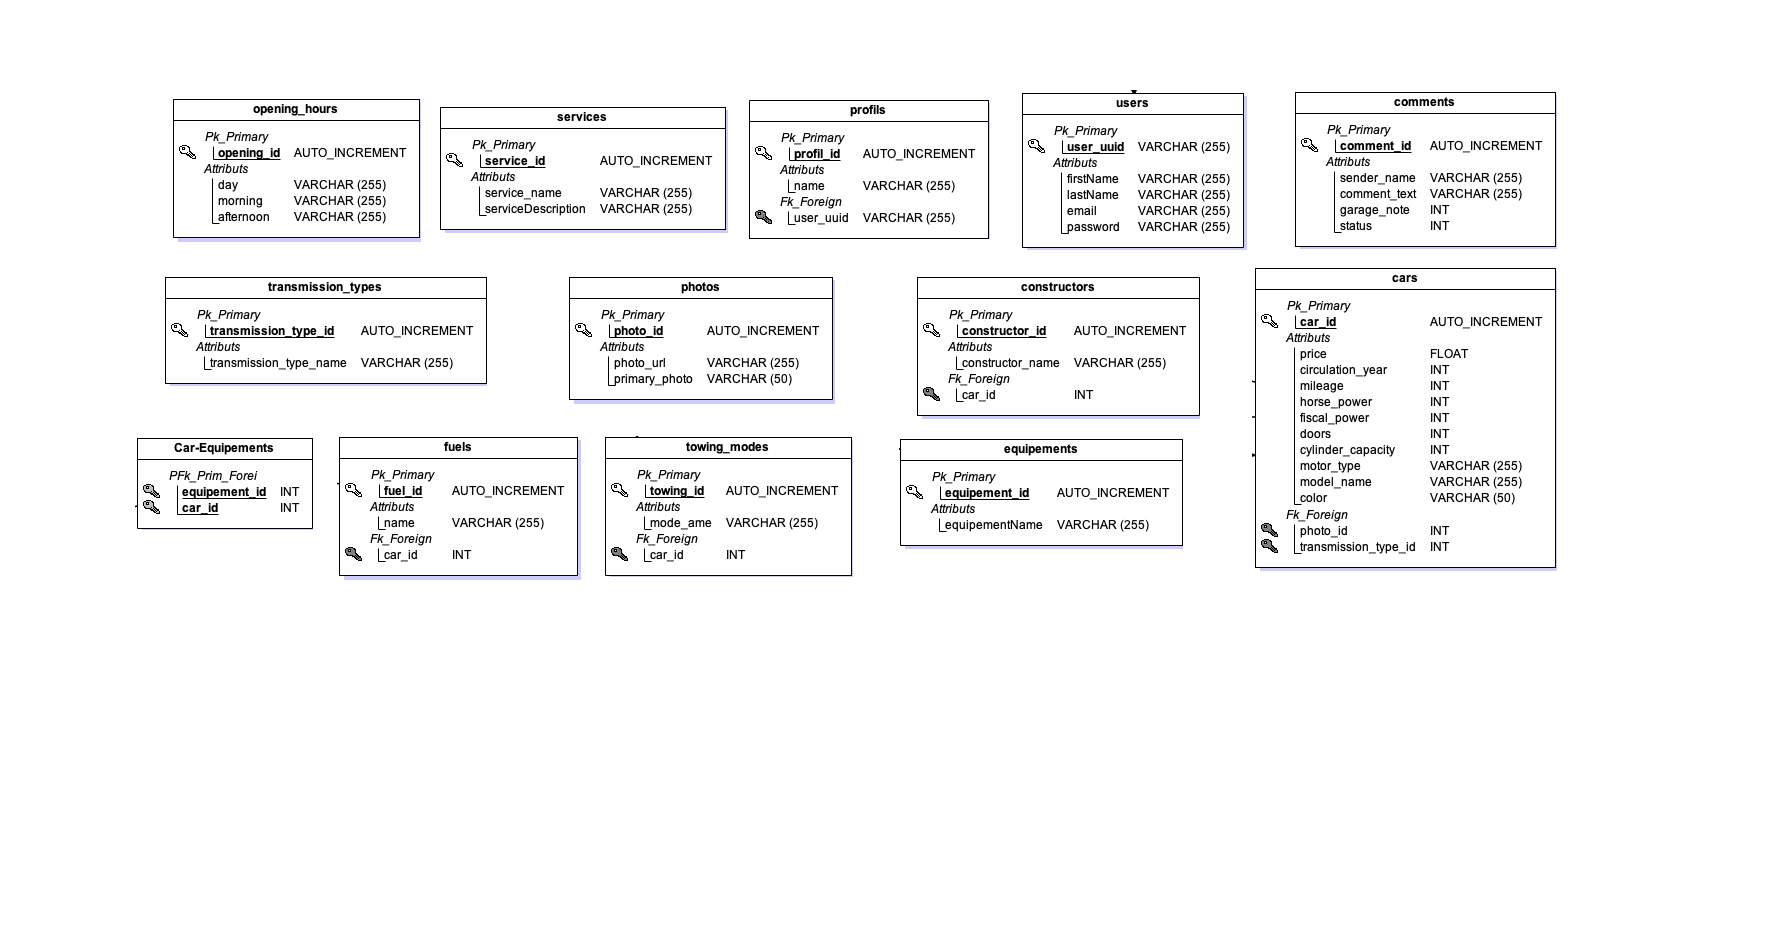 opening_hours
Pk_Primary
opening_id AUTO_INCREMENT
Attributs
day VARCHAR (255)
morning VARCHAR (255)
afternoon VARCHAR (255)
services
Pk_Primary
service_id AUTO_INCREMENT
Attributs
service_name VARCHAR (255)
serviceDescription VARCHAR (255)
profils
Pk_Primary
profil_id AUTO_INCREMENT
Attributs
name VARCHAR (255)
Fk_Foreign
user_uuid VARCHAR (255)
users
Pk_Primary
user_uuid VARCHAR (255)
Attributs
firstName VARCHAR (255)
lastName VARCHAR (255)
email VARCHAR (255)
password VARCHAR (255)
comments
Pk_Primary
comment_id AUTO_INCREMENT
Attributs
sender_name VARCHAR (255)
comment_text VARCHAR (255)
garage_note INT
status INT
transmission_types
Pk_Primary
transmission_type_id AUTO_INCREMENT
Attributs
transmission_type_name VARCHAR (255)
photos
Pk_Primary
photo_id AUTO_INCREMENT
Attributs
photo_url VARCHAR (255)
primary_photo VARCHAR (50)
constructors
Pk_Primary
constructor_id AUTO_INCREMENT
Attributs
constructor_name VARCHAR (255)
Fk_Foreign
car_id INT
cars
Pk_Primary
car_id AUTO_INCREMENT
Attributs
price FLOAT
circulation_year INT
mileage INT
horse_power INT
fiscal_power INT
doors INT
cylinder_capacity INT
motor_type VARCHAR (255)
model_name VARCHAR (255)
color VARCHAR (50)
Fk_Foreign
photo_id INT
transmission_type_id INT
Car-Equipements
PFk_Prim_Forei
equipement_id INT
car_id INT
fuels
Pk_Primary
fuel_id AUTO_INCREMENT
Attributs
name VARCHAR (255)
Fk_Foreign
car_id INT
towing_modes
Pk_Primary
towing_id AUTO_INCREMENT
Attributs
mode_ame VARCHAR (255)
Fk_Foreign
car_id INT
equipements
Pk_Primary
equipement_id AUTO_INCREMENT
Attributs
equipementName VARCHAR (255)